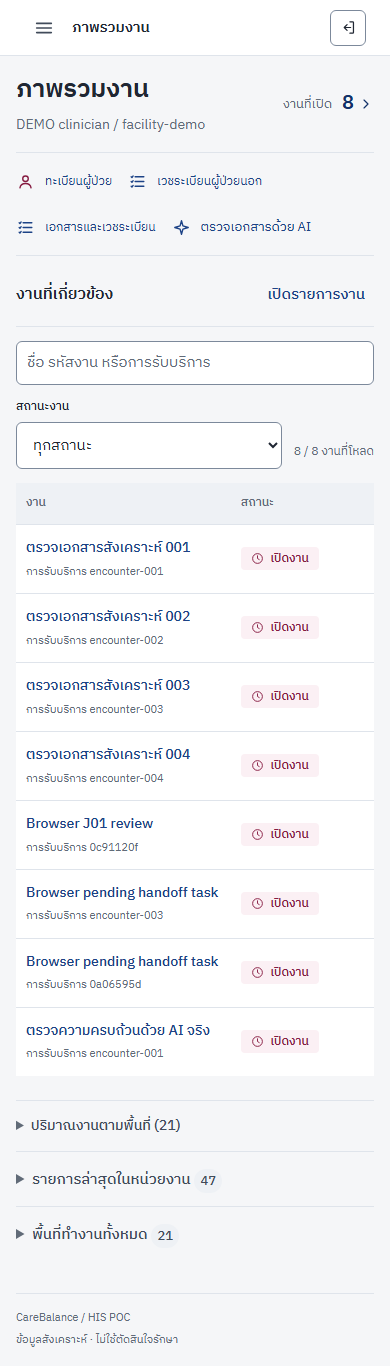 ภาพรวมงาน
ภาพรวมงาน
งานที่เปิด 8
DEMO clinician / facility-demo
ทะเบียนผู้ป่วย เวชระเบียนผู้ป่วยนอก
เอกสารและเวชระเบียน ตรวจเอกสารด้วย AI
งานที่เกี่ยวข้อง เปิดรายการงาน
ชื่อ รหัสงาน หรือการรับบริการ
สถานะงาน
ทุกสถานะ 8 / 8 งานที่โหลด
งาน สถานะ
ตรวจเอกสารสังเคราะห์ 001
การรับบริการ encounter-001
เปิดงาน
ตรวจเอกสารสังเคราะห์ 002
การรับบริการ encounter-002
เปิดงาน
ตรวจเอกสารสังเคราะห์ 003
การรับบริการ encounter-003
เปิดงาน
ตรวจเอกสารสังเคราะห์ 004
การรับบริการ encounter-004
เปิดงาน
Browser J01 review
การรับบริการ 0c91120f
เปิดงาน
Browser pending handoff task
การรับบริการ encounter-003
เปิดงาน
Browser pending handoff task
การรับบริการ 0a06595d
เปิดงาน
ตรวจความครบถ้วนด้วย AI จริง
การรับบริการ encounter-001
เปิดงาน
ปริมาณงานตามพื้นที่ (21)
รายการล่าสุดในหน่วยงาน 47
พื้นที่ทำงานทั้งหมด 21
CareBalance / HIS POC
ข้อมูลสังเคราะห์ · ไม่ใช้ตัดสินใจรักษา